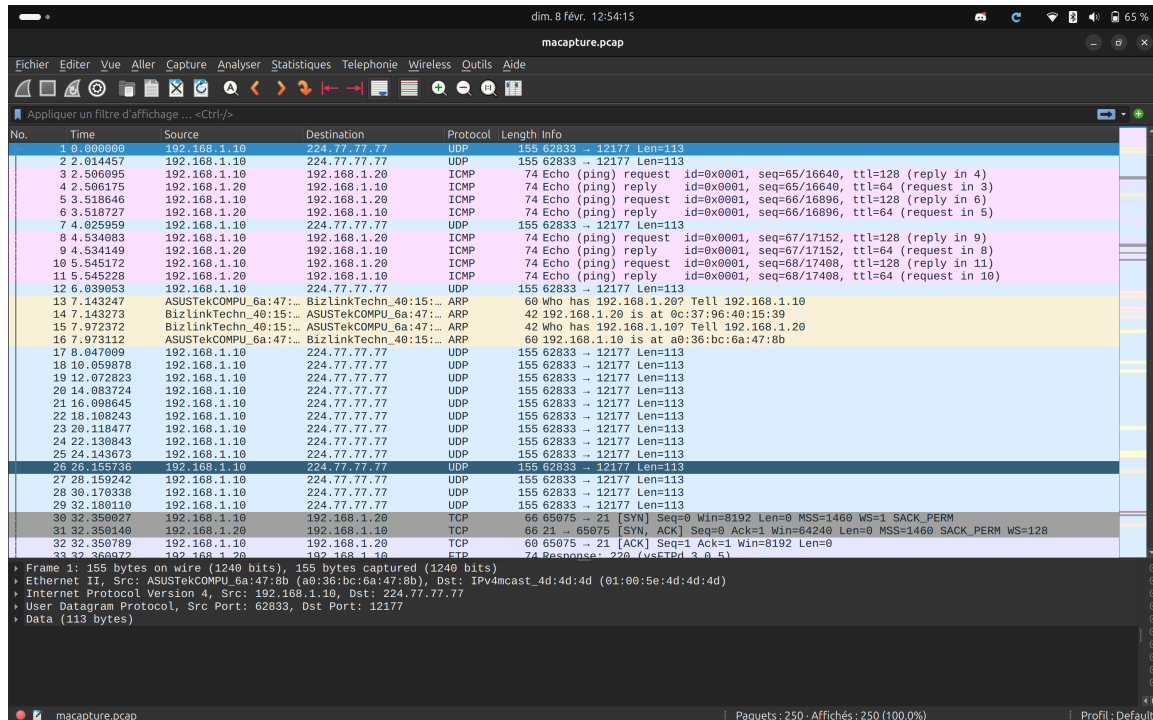 dim. 8 févr. 12:54:15
65 %
macapture.pcap
Fichier Editer Vue Aller Capture Analyser Statistiques Telephonie Wireless Outils Aide
Appliquer un filtre d'affichage … <Ctrl-/>
No. Time Source Destination Protocol Length Info
1 0.000000 192.168.1.10 224.77.77.77 UDP 155 62833 → 12177 Len=113
2 2.014457 192.168.1.10 224.77.77.77 UDP 155 62833 → 12177 Len=113
3 2.506095 192.168.1.10 192.168.1.20 ICMP 74 Echo (ping) request id=0x0001, seq=65/16640, ttl=128 (reply in 4)
4 2.506175 192.168.1.20 192.168.1.10 ICMP 74 Echo (ping) reply id=0x0001, seq=65/16640, ttl=64 (request in 3)
5 3.518646 192.168.1.10 192.168.1.20 ICMP 74 Echo (ping) request id=0x0001, seq=66/16896, ttl=128 (reply in 6)
6 3.518727 192.168.1.20 192.168.1.10 ICMP 74 Echo (ping) reply id=0x0001, seq=66/16896, ttl=64 (request in 5)
7 4.025959 192.168.1.10 224.77.77.77 UDP 155 62833 → 12177 Len=113
8 4.534083 192.168.1.10 192.168.1.20 ICMP 74 Echo (ping) request id=0x0001, seq=67/17152, ttl=128 (reply in 9)
9 4.534149 192.168.1.20 192.168.1.10 ICMP 74 Echo (ping) reply id=0x0001, seq=67/17152, ttl=64 (request in 8)
10 5.545172 192.168.1.10 192.168.1.20 ICMP 74 Echo (ping) request id=0x0001, seq=68/17408, ttl=128 (reply in 11)
11 5.545228 192.168.1.20 192.168.1.10 ICMP 74 Echo (ping) reply id=0x0001, seq=68/17408, ttl=64 (request in 10)
12 6.039053 192.168.1.10 224.77.77.77 UDP 155 62833 → 12177 Len=113
13 7.143247 ASUSTekCOMPU_6a:47:… BizlinkTechn_40:15:… ARP 60 Who has 192.168.1.20? Tell 192.168.1.10
14 7.143273 BizlinkTechn_40:15:… ASUSTekCOMPU_6a:47:… ARP 42 192.168.1.20 is at 0c:37:96:40:15:39
15 7.972372 BizlinkTechn_40:15:… ASUSTekCOMPU_6a:47:… ARP 42 Who has 192.168.1.10? Tell 192.168.1.20
16 7.973112 ASUSTekCOMPU_6a:47:… BizlinkTechn_40:15:… ARP 60 192.168.1.10 is at a0:36:bc:6a:47:8b
17 8.047009 192.168.1.10 224.77.77.77 UDP 155 62833 → 12177 Len=113
18 10.059878 192.168.1.10 224.77.77.77 UDP 155 62833 → 12177 Len=113
19 12.072823 192.168.1.10 224.77.77.77 UDP 155 62833 → 12177 Len=113
20 14.083724 192.168.1.10 224.77.77.77 UDP 155 62833 → 12177 Len=113
21 16.098645 192.168.1.10 224.77.77.77 UDP 155 62833 → 12177 Len=113
22 18.108243 192.168.1.10 224.77.77.77 UDP 155 62833 → 12177 Len=113
23 20.118477 192.168.1.10 224.77.77.77 UDP 155 62833 → 12177 Len=113
24 22.130843 192.168.1.10 224.77.77.77 UDP 155 62833 → 12177 Len=113
25 24.143673 192.168.1.10 224.77.77.77 UDP 155 62833 → 12177 Len=113
26 26.155736 192.168.1.10 224.77.77.77 UDP 155 62833 → 12177 Len=113
27 28.159242 192.168.1.10 224.77.77.77 UDP 155 62833 → 12177 Len=113
28 30.170338 192.168.1.10 224.77.77.77 UDP 155 62833 → 12177 Len=113
29 32.180110 192.168.1.10 224.77.77.77 UDP 155 62833 → 12177 Len=113
30 32.350027 192.168.1.10 192.168.1.20 TCP 66 65075 → 21 [SYN] Seq=0 Win=8192 Len=0 MSS=1460 WS=1 SACK_PERM
31 32.350140 192.168.1.20 192.168.1.10 TCP 66 21 → 65075 [SYN, ACK] Seq=0 Ack=1 Win=64240 Len=0 MSS=1460 SACK_PERM WS=128
32 32.350789 192.168.1.10 192.168.1.20 TCP 60 65075 → 21 [ACK] Seq=1 Ack=1 Win=8192 Len=0
33 32.360972 192.168.1.20 192.168.1.10 FTP 74 Response: 220 (vsFTPd 3.0.5)
Frame 1: 155 bytes on wire (1240 bits), 155 bytes captured (1240 bits)
Ethernet II, Src: ASUSTekCOMPU_6a:47:8b (a0:36:bc:6a:47:8b), Dst: IPv4mcast_4d:4d:4d (01:00:5e:4d:4d:4d)
Internet Protocol Version 4, Src: 192.168.1.10, Dst: 224.77.77.77
User Datagram Protocol, Src Port: 62833, Dst Port: 12177
Data (113 bytes)
macapture.pcap
Paquets : 250 · Affichés : 250 (100.0%)
Profil : Default